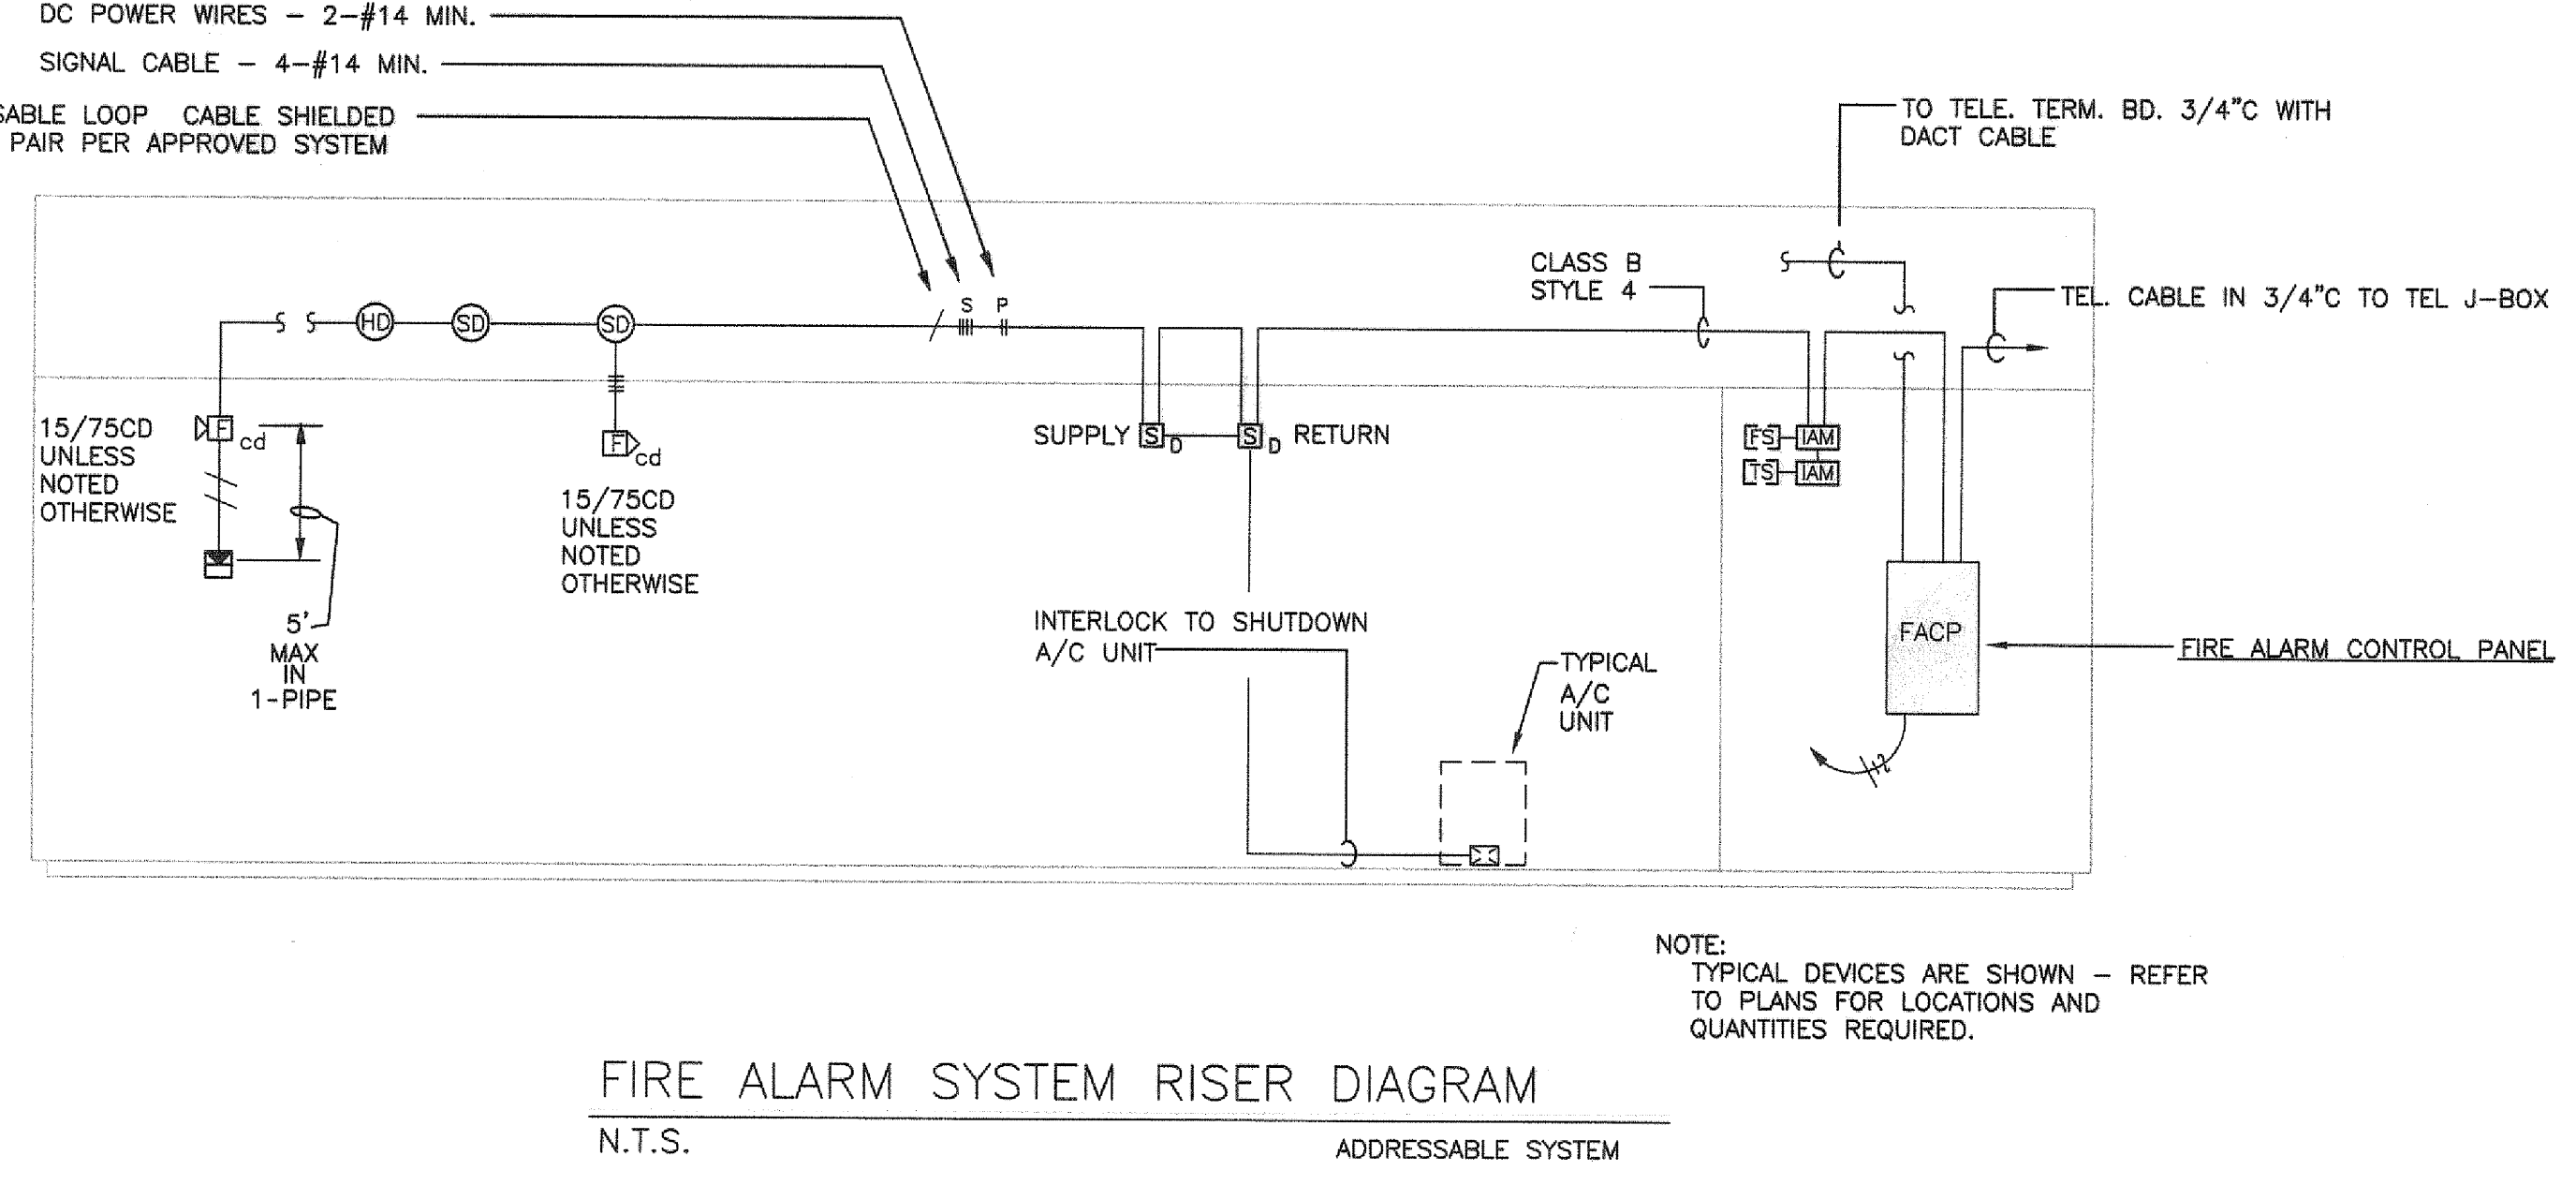 DC POWER WIRES - 2-#14 MIN.
SIGNAL CABLE - 4-#14 MIN.
SABLE LOOP CABLE SHIELDED
PAIR PER APPROVED SYSTEM
TO TELE. TERM. BD. 3/4"C WITH
DACT CABLE
CLASS B
STYLE 4
TEL. CABLE IN 3/4"C TO TEL J-BOX
S P
HD SD SD
15/75CD
UNLESS
NOTED
OTHERWISE
F cd
5'
MAX
IN
1-PIPE
F cd
15/75CD
UNLESS
NOTED
OTHERWISE
SUPPLY S D S D RETURN
FS IAM
TS IAM
INTERLOCK TO SHUTDOWN
A/C UNIT
TYPICAL
A/C
UNIT
FACP
FIRE ALARM CONTROL PANEL
12
NOTE:
TYPICAL DEVICES ARE SHOWN - REFER
TO PLANS FOR LOCATIONS AND
QUANTITIES REQUIRED.
FIRE ALARM SYSTEM RISER DIAGRAM
N.T.S.
ADDRESSABLE SYSTEM